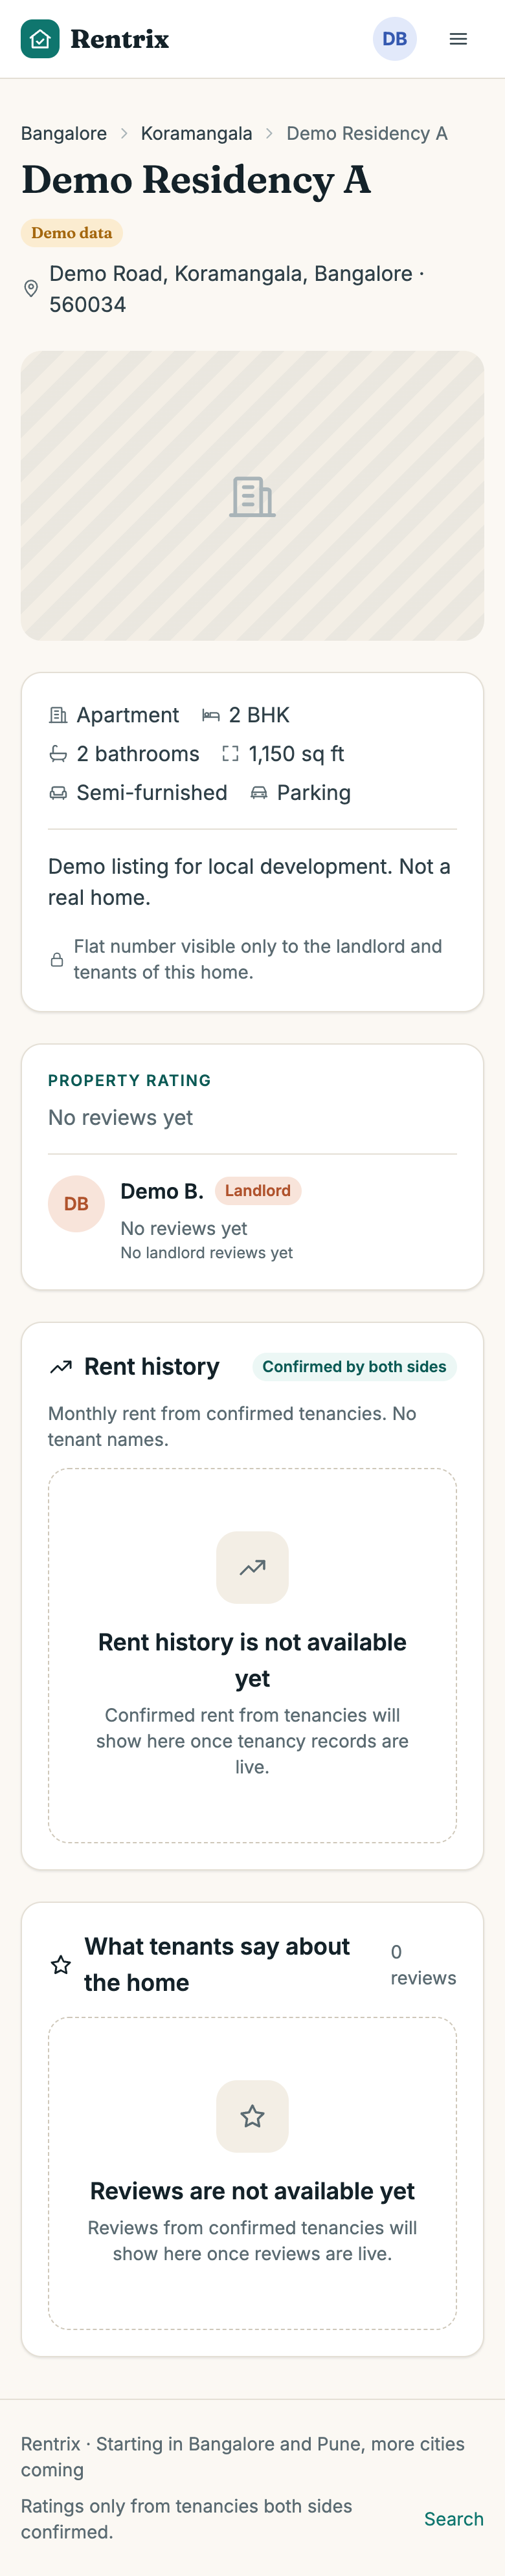 Rentrix
DB
Bangalore > Koramangala > Demo Residency A
Demo Residency A
Demo data
Demo Road, Koramangala, Bangalore ·
560034
Apartment 2 BHK
2 bathrooms 1,150 sq ft
Semi-furnished Parking
Demo listing for local development. Not a
real home.
Flat number visible only to the landlord and
tenants of this home.
PROPERTY RATING
No reviews yet
DB
Demo B. Landlord
No reviews yet
No landlord reviews yet
Rent history Confirmed by both sides
Monthly rent from confirmed tenancies. No
tenant names.
Rent history is not available
yet
Confirmed rent from tenancies will
show here once tenancy records are
live.
What tenants say about
the home
0
reviews
Reviews are not available yet
Reviews from confirmed tenancies will
show here once reviews are live.
Rentrix · Starting in Bangalore and Pune, more cities
coming
Ratings only from tenancies both sides
confirmed.
Search